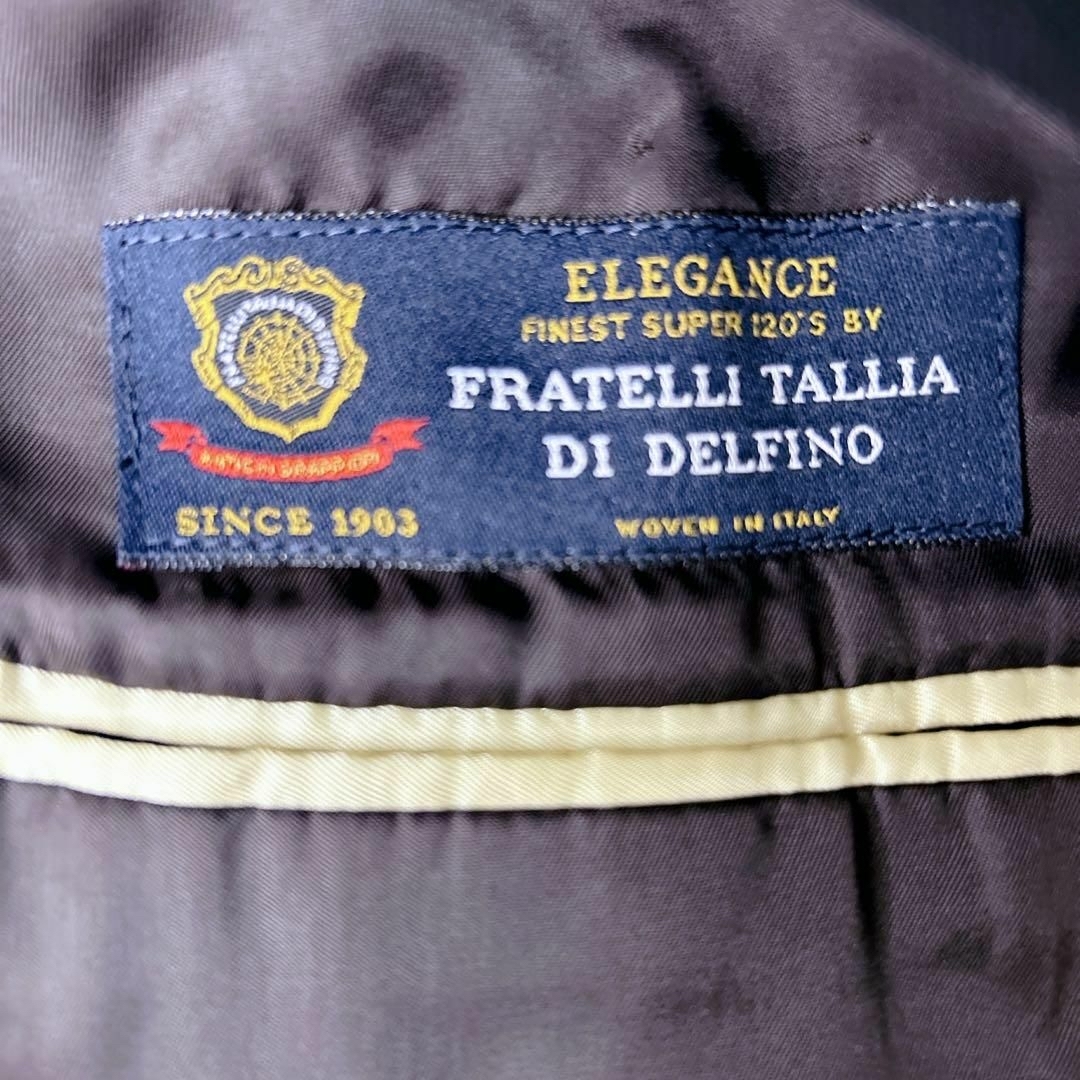 ELEGANCE
FINEST SUPER 120'S BY
FRATELLI TALLIA
DI DELFINO
WOVEN IN ITALY
SINCE 1903